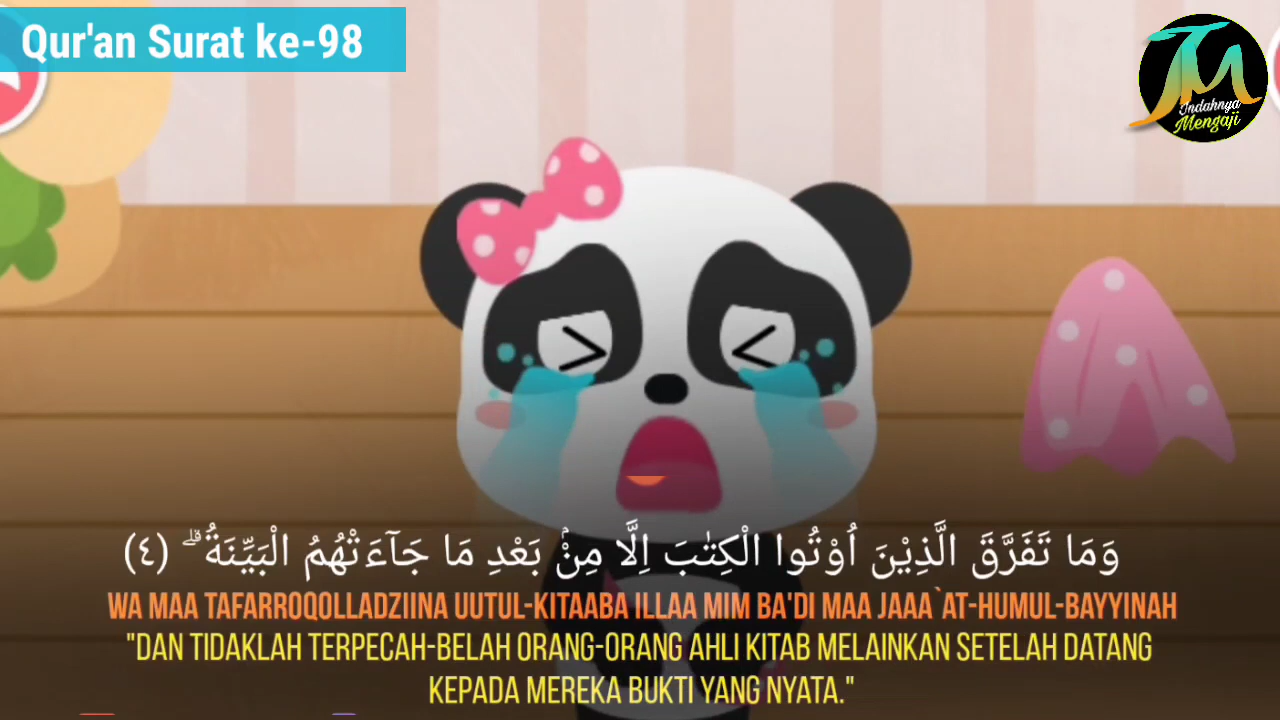 Qur'an Surat ke-98
Indahnya
Mengaji
وَمَا تَفَرَّقَ الَّذِيْنَ اُوْتُوا الْكِتٰبَ اِلَّا مِنْۢ بَعْدِ مَا جَآءَتْهُمُ الْبَيِّنَةُ ۗ (٤)
WA MAA TAFARROQOLLADZIINA UUTUL-KITAABA ILLAA MIM BA'DI MAA JAAA`AT-HUMUL-BAYYINAH
"DAN TIDAKLAH TERPECAH-BELAH ORANG-ORANG AHLI KITAB MELAINKAN SETELAH DATANG
KEPADA MEREKA BUKTI YANG NYATA."